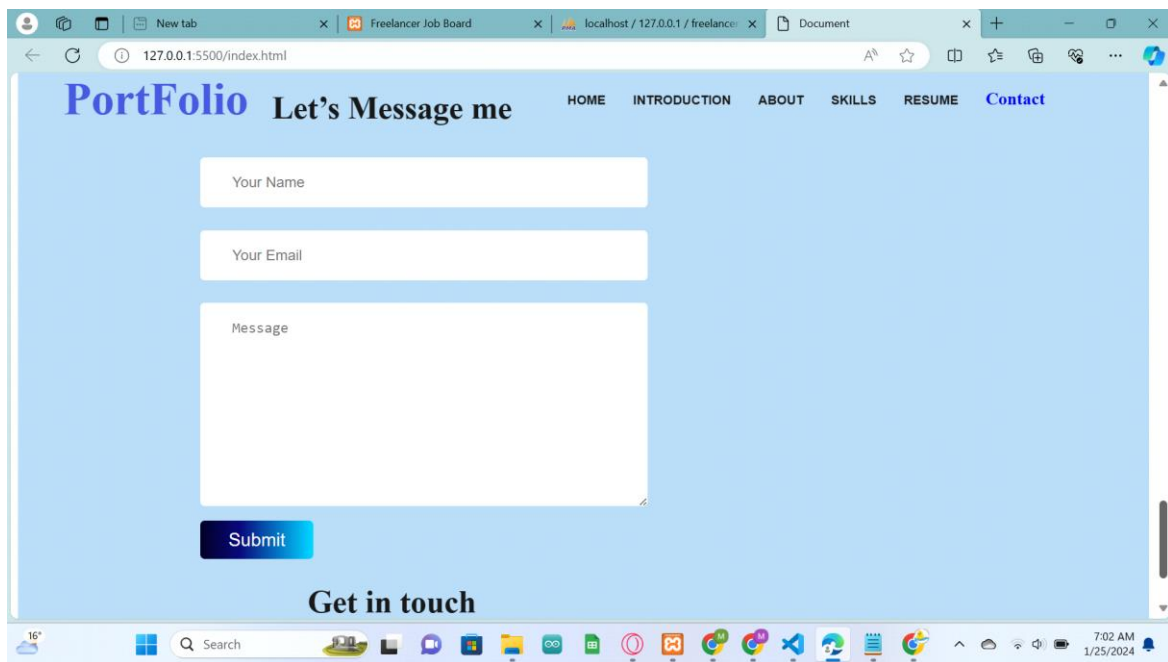 New tab
Freelancer Job Board
localhost / 127.0.0.1 / freelancer
Document
127.0.0.1:5500/index.html
PortFolio
Let’s Message me
HOME INTRODUCTION ABOUT SKILLS RESUME Contact
Your Name
Your Email
Message
Submit
Get in touch
16°
Search
7:02 AM
1/25/2024